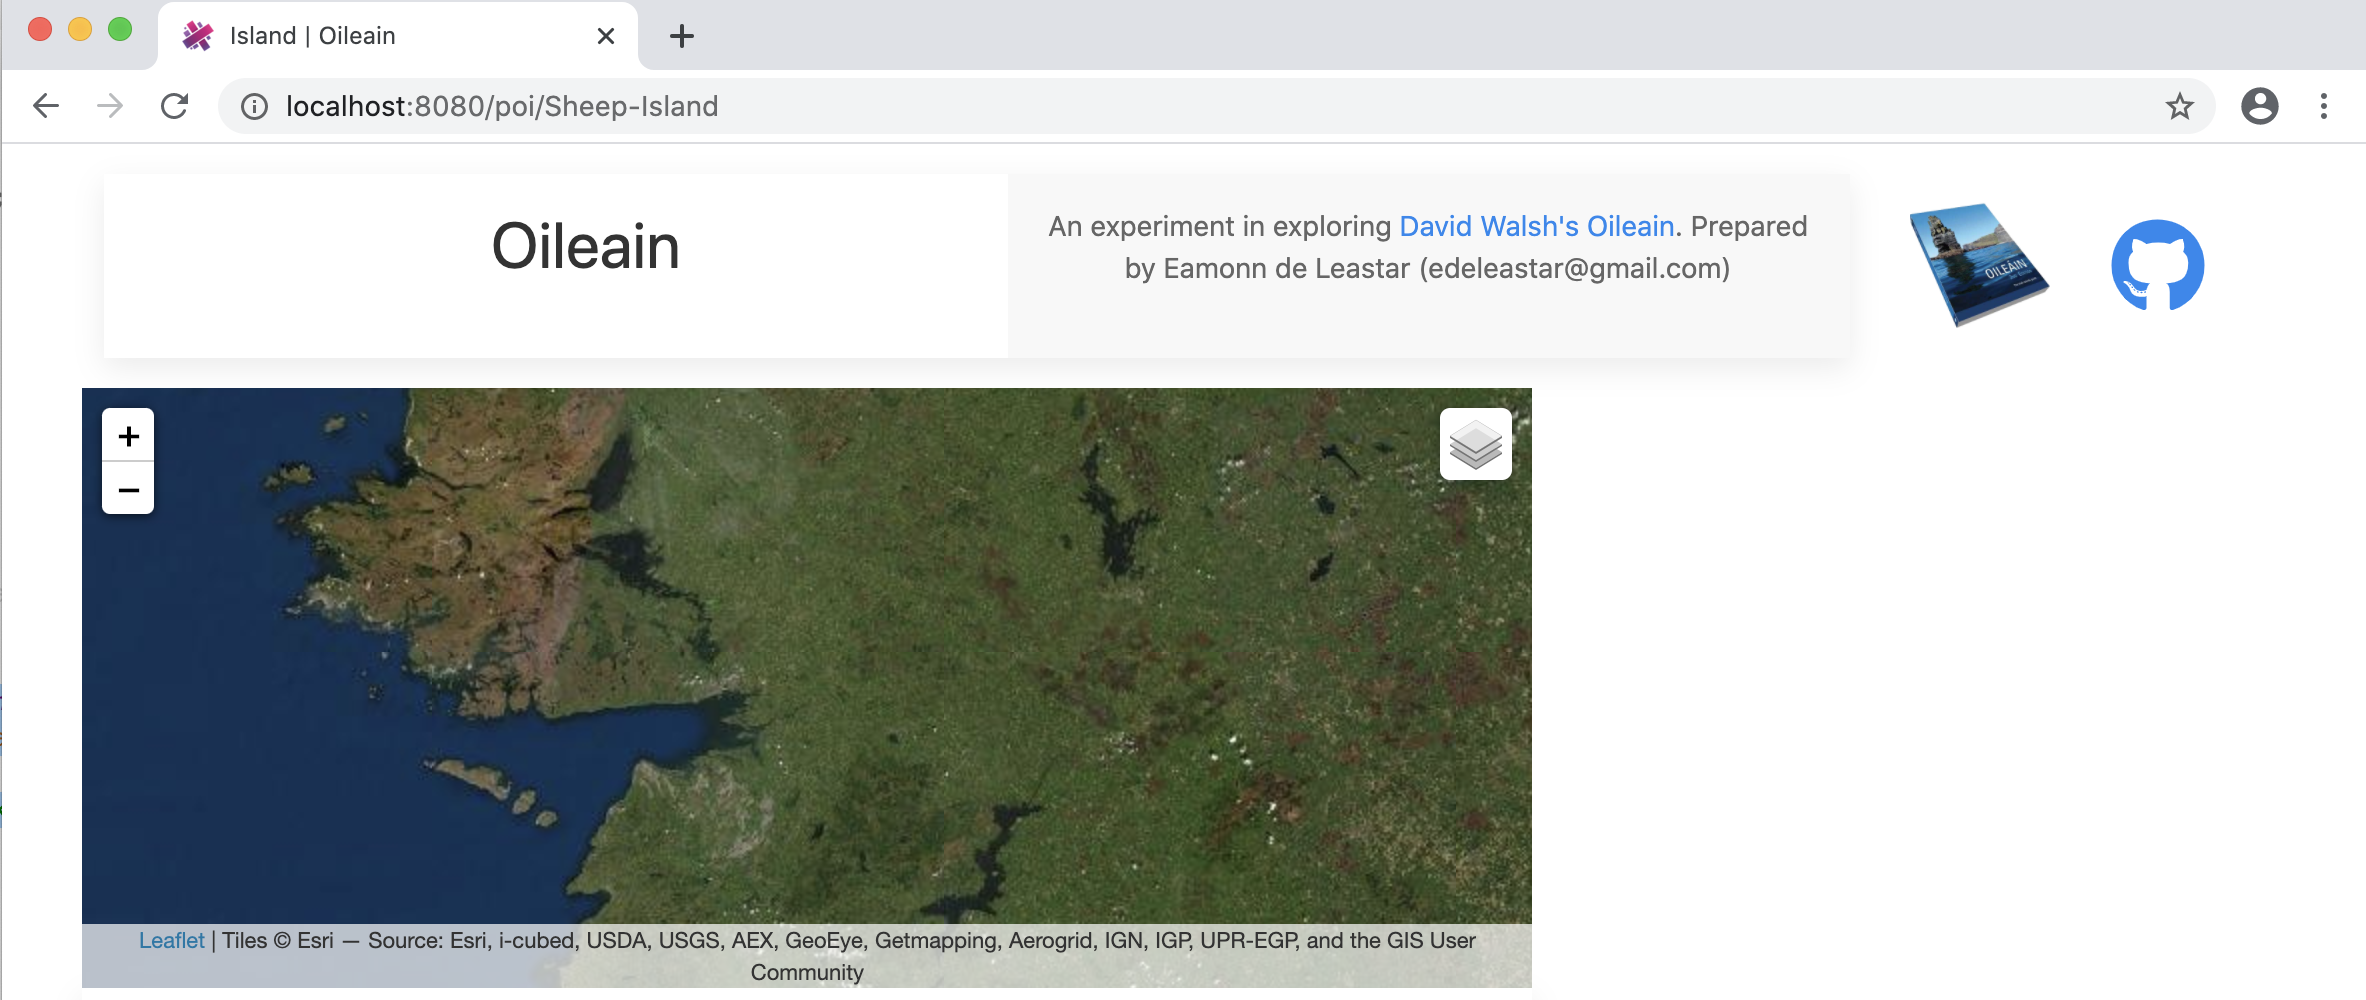 Island | Oileain
localhost:8080/poi/Sheep-Island
Oileain
An experiment in exploring David Walsh's Oileain. Prepared
by Eamonn de Leastar (edeleastar@gmail.com)
OILEÁIN
+
−
Leaflet | Tiles © Esri — Source: Esri, i-cubed, USDA, USGS, AEX, GeoEye, Getmapping, Aerogrid, IGN, IGP, UPR-EGP, and the GIS User
Community